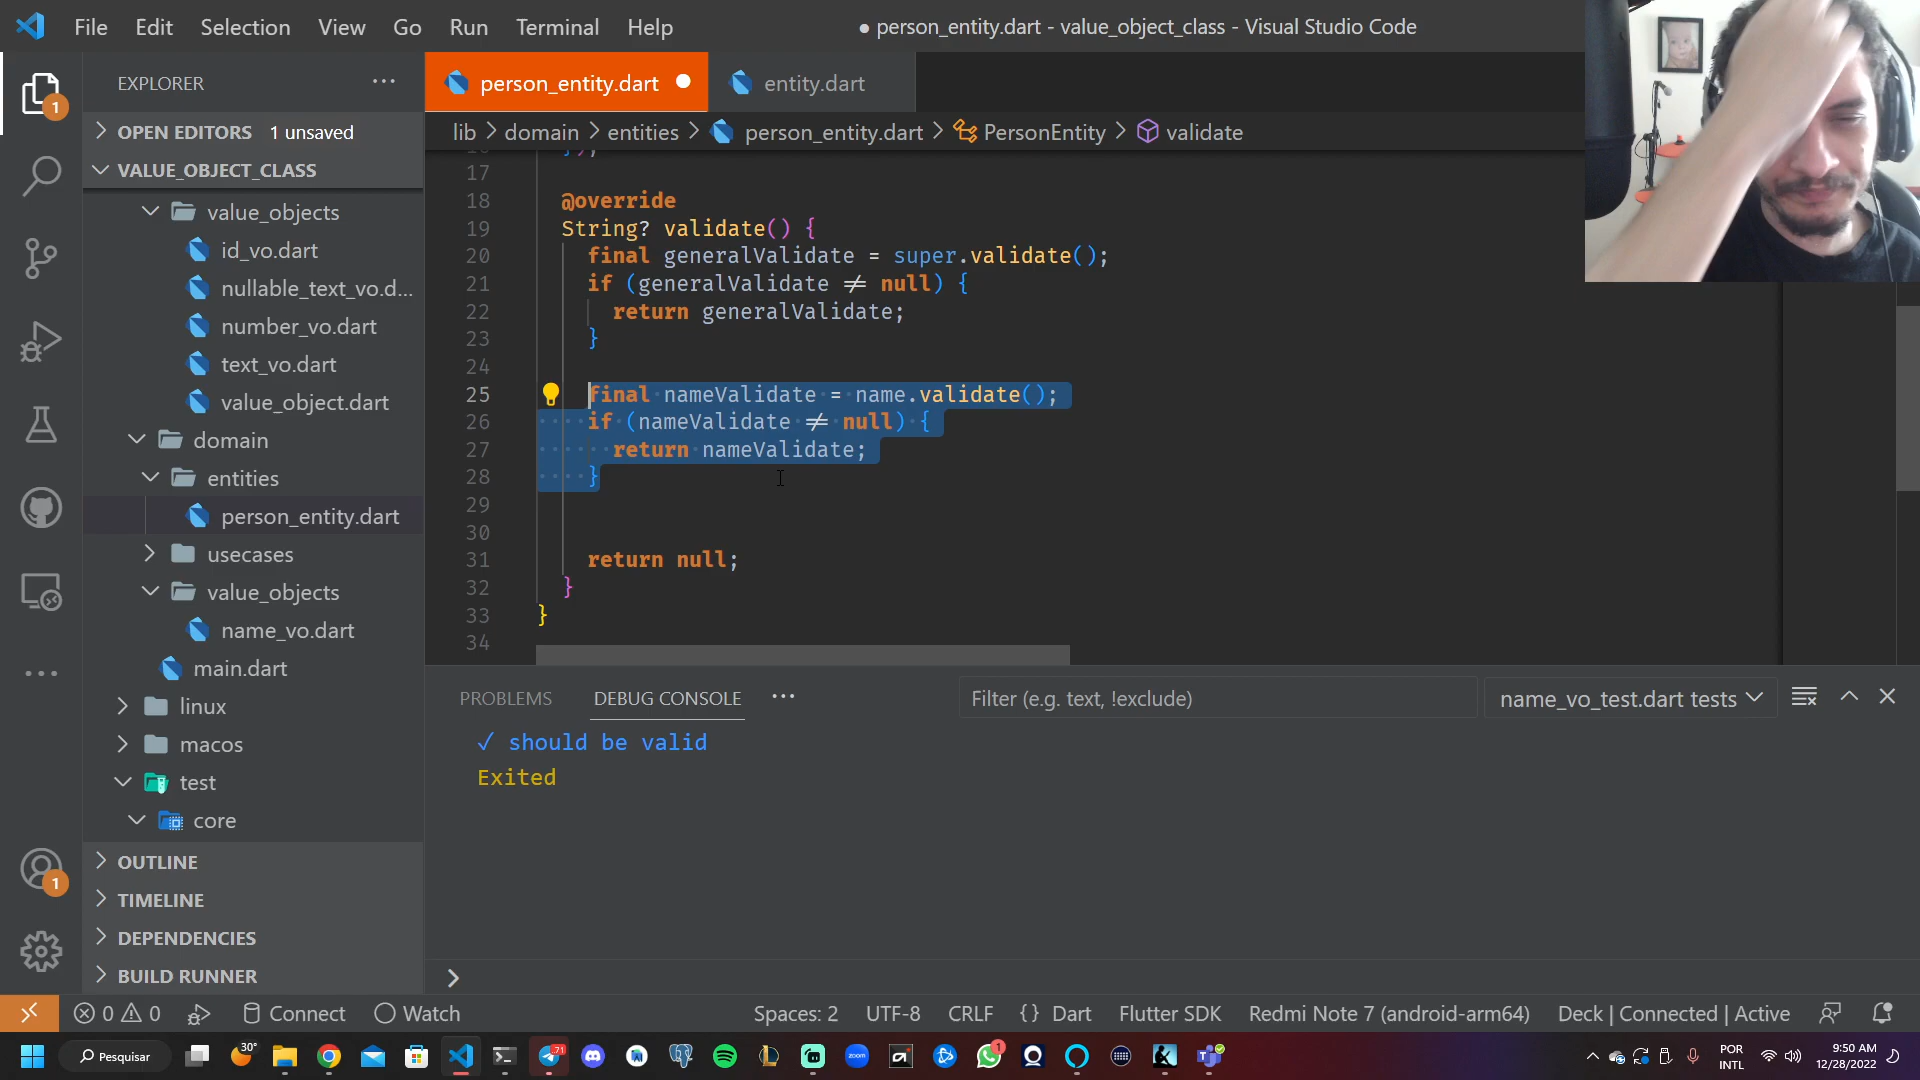 File Edit Selection View Go Run Terminal Help
● person_entity.dart - value_object_class - Visual Studio Code
EXPLORER ···
1
OPEN EDITORS 1 unsaved
VALUE_OBJECT_CLASS
value_objects
id_vo.dart
nullable_text_vo.d...
number_vo.dart
text_vo.dart
value_object.dart
domain
entities
person_entity.dart
usecases
value_objects
name_vo.dart
main.dart
linux
macos
test
core
OUTLINE
TIMELINE
DEPENDENCIES
BUILD RUNNER
1
person_entity.dart
entity.dart
lib > domain > entities > person_entity.dart > PersonEntity > validate
17
18 @override
19 String? validate() {
20 final generalValidate = super.validate();
21 if (generalValidate != null) {
22 return generalValidate;
23 }
24
25 final nameValidate = name.validate();
26 if (nameValidate != null) {
27 return nameValidate;
28 }
29
30
31 return null;
32 }
33 }
34
PROBLEMS DEBUG CONSOLE ··· Filter (e.g. text, !exclude) name_vo_test.dart tests
✓ should be valid
Exited
0 0 Connect Watch Spaces: 2 UTF-8 CRLF {} Dart Flutter SDK Redmi Note 7 (android-arm64) Deck | Connected | Active
Pesquisar 30° 71 zoom 1
POR
INTL
9:50 AM
12/28/2022